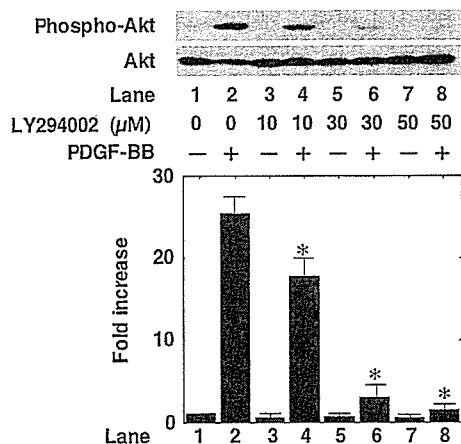 Phospho-Akt
Akt
Lane 1 2 3 4 5 6 7 8
LY294002 (µM) 0 0 10 10 30 30 50 50
PDGF-BB − + − + − + − +
30
20
10
0
Fold increase
* * *
Lane 1 2 3 4 5 6 7 8